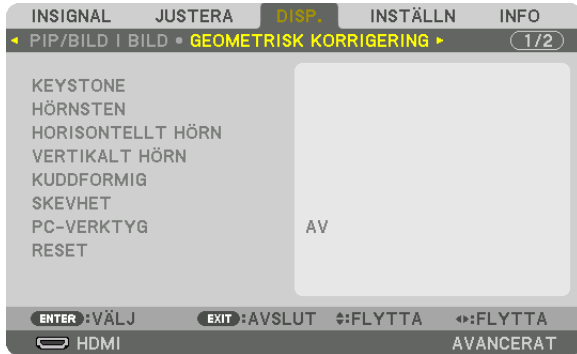 INSIGNAL JUSTERA DISP. INSTÄLLN INFO
PIP/BILD I BILD • GEOMETRISK KORRIGERING 1/2
KEYSTONE
HÖRNSTEN
HORISONTELLT HÖRN
VERTIKALT HÖRN
KUDDFORMIG
SKEVHET
PC-VERKTYG AV
RESET
ENTER :VÄLJ EXIT :AVSLUT :FLYTTA :FLYTTA
HDMI AVANCERAT